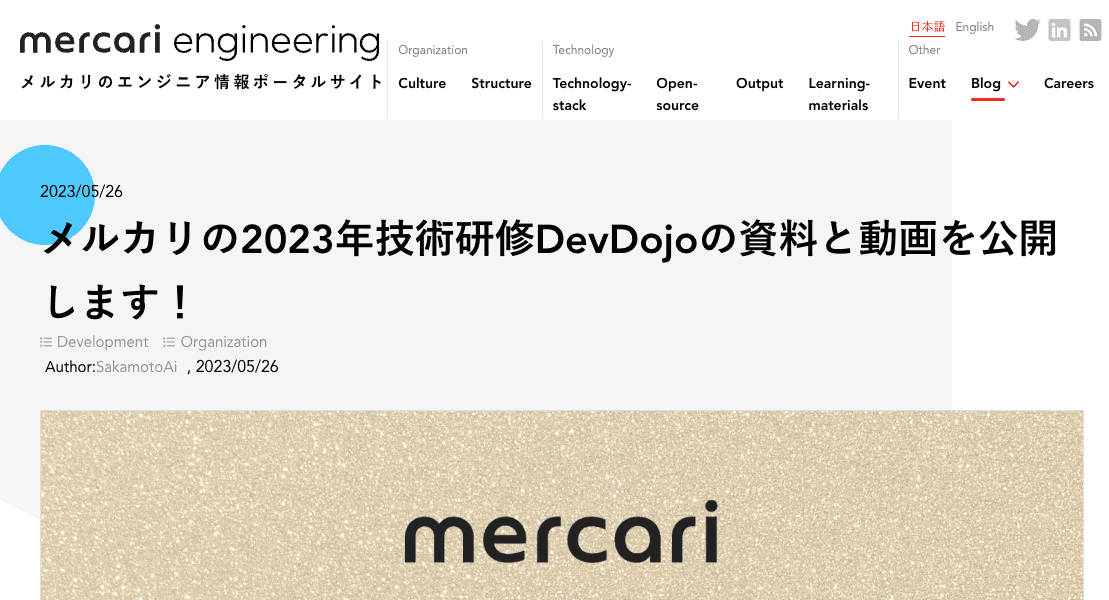 mercari engineering
メルカリのエンジニア情報ポータルサイト
日本語 English
Organization
Culture Structure
Technology
Technology-stack Open-source Output Learning-materials
Other
Event Blog Careers
2023/05/26
メルカリの2023年技術研修DevDojoの資料と動画を公開
します！
Development Organization
Author:SakamotoAi , 2023/05/26
mercari